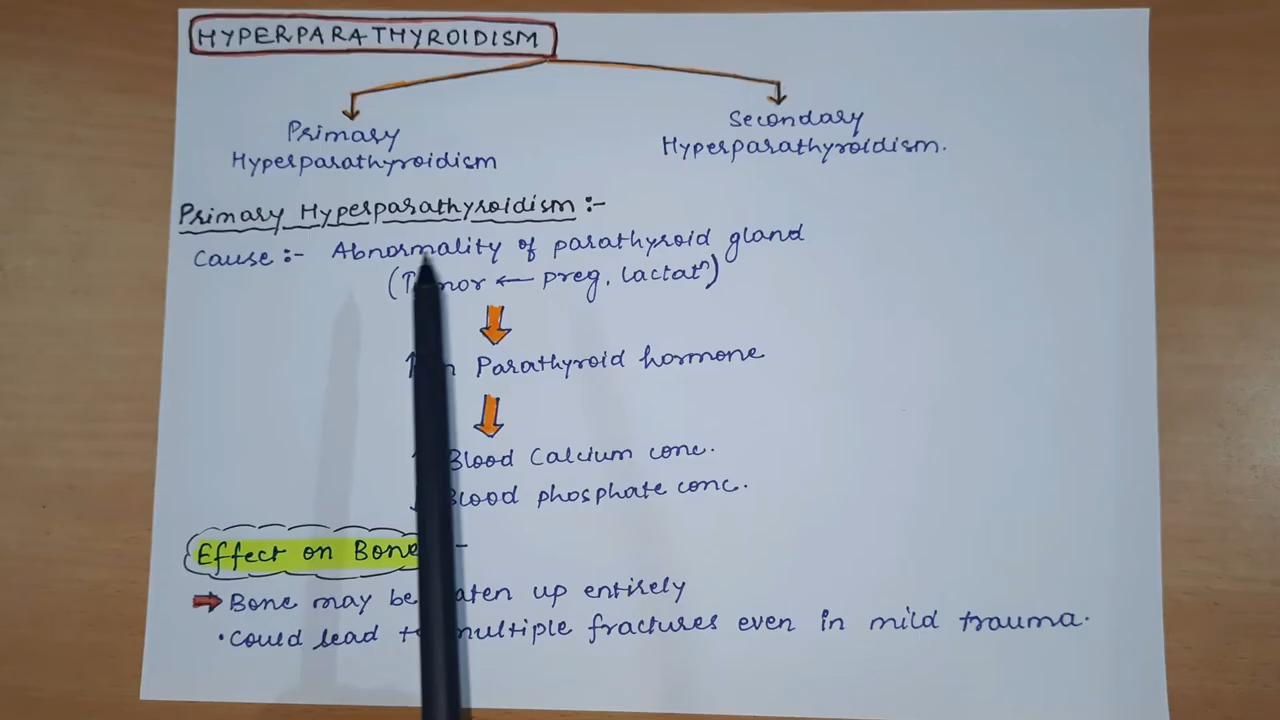 HYPERPARATHYROIDISM
Primary
Hyperparathyroidism
Secondary
Hyperparathyroidism.
Primary Hyperparathyroidism :-
Cause :- Abnormality of parathyroid gland
(Tumor ← preg, lactatⁿ)
Parathyroid hormone
Blood Calcium conc.
Blood phosphate conc.
Effect on Bone -
Bone may be eaten up entirely
• Could lead to multiple fractures even in mild trauma.